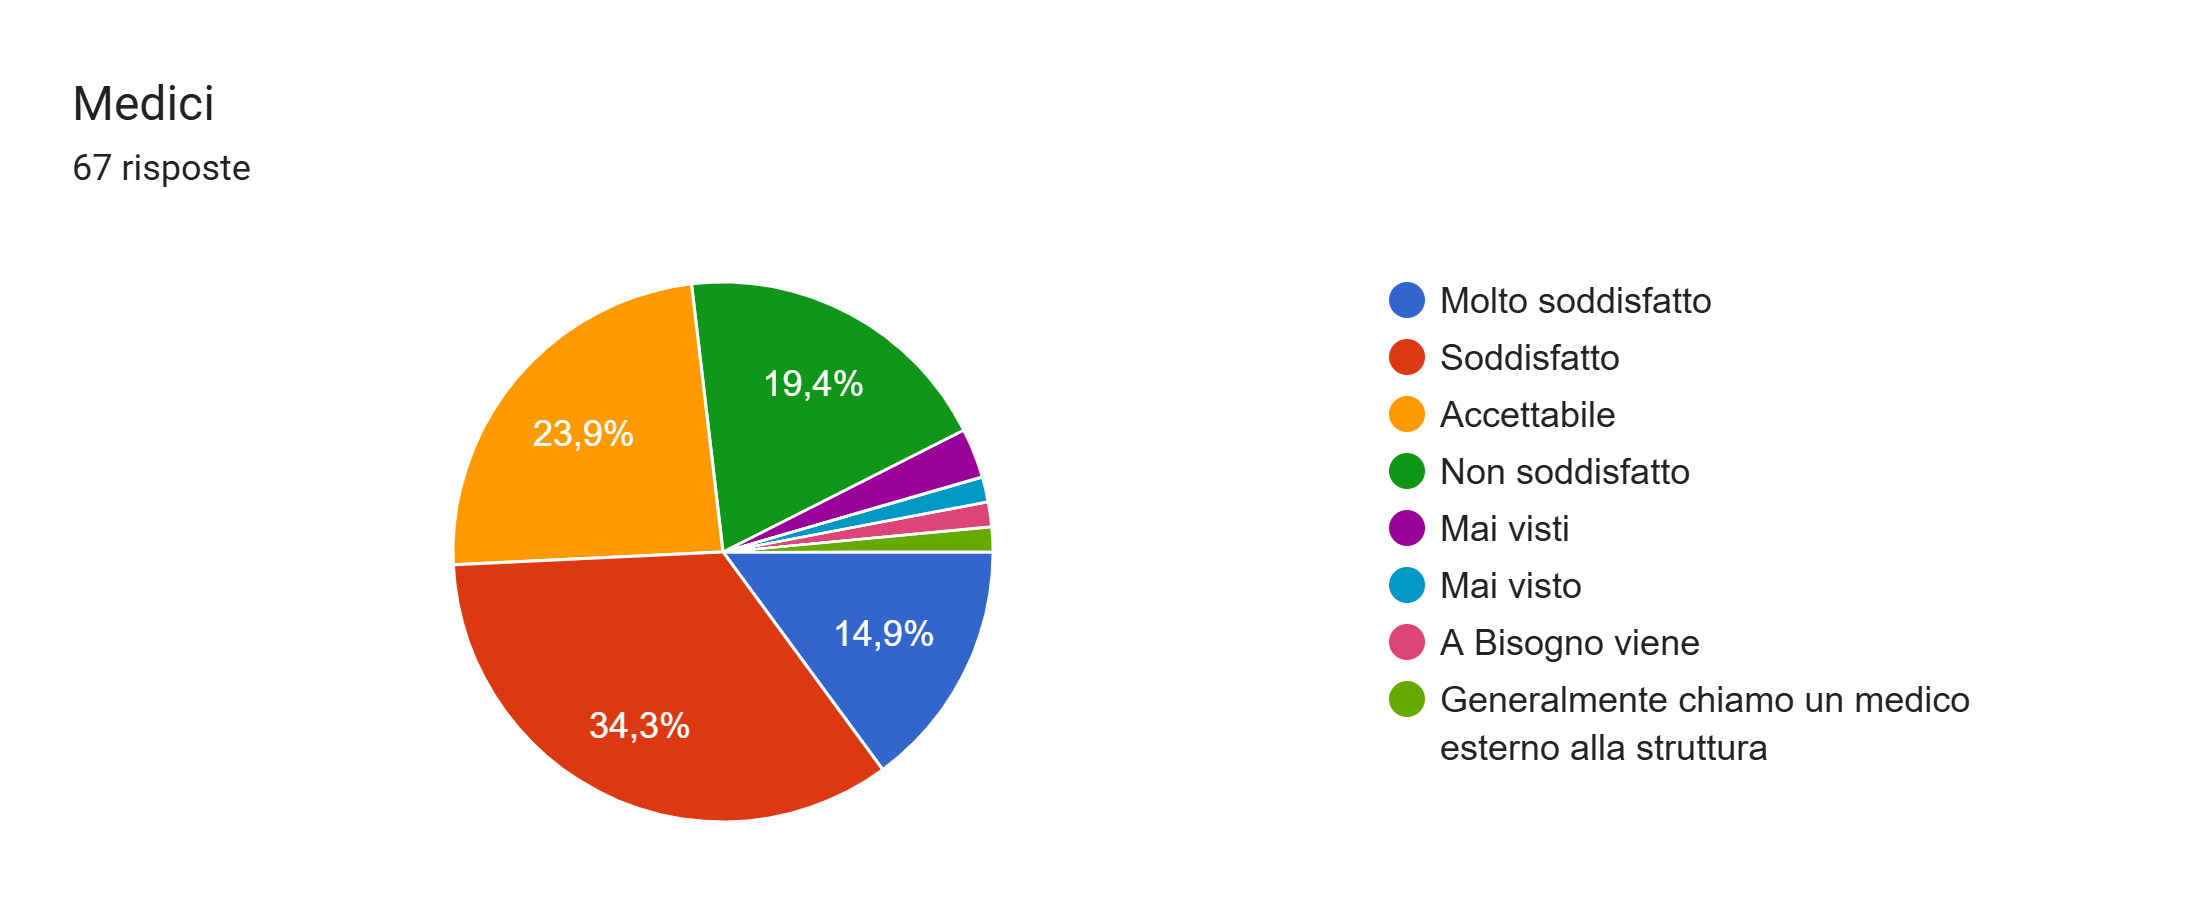 Medici
67 risposte
19,4%
23,9%
14,9%
34,3%
Molto soddisfatto
Soddisfatto
Accettabile
Non soddisfatto
Mai visti
Mai visto
A Bisogno viene
Generalmente chiamo un medico
esterno alla struttura